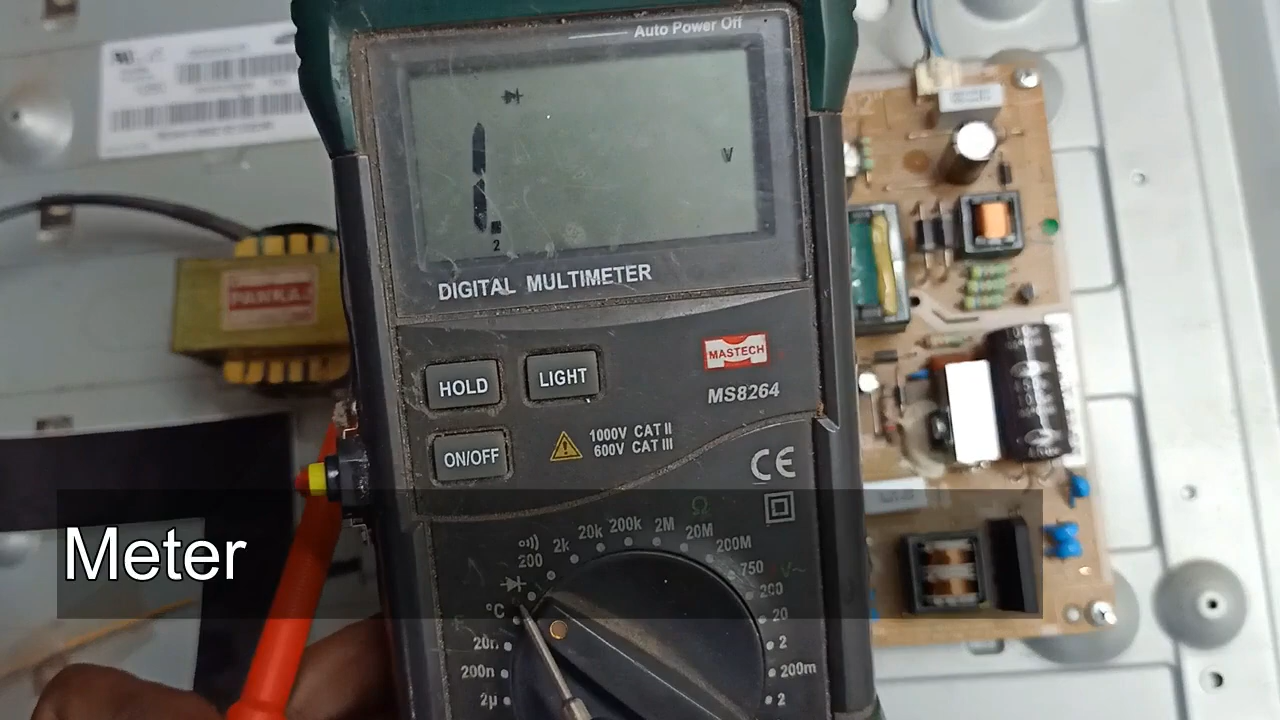 Auto Power Off
1.
V
2
DIGITAL MULTIMETER
PANKAJ
MASTECH
MS8264
HOLD
LIGHT
ON/OFF
1000V CAT II
600V CAT III
CE
Ω
200 2k 20k 200k 2M 20M 200M
750 V~
200
20
2
200m
2
°C
20n
200n
2µ
Meter